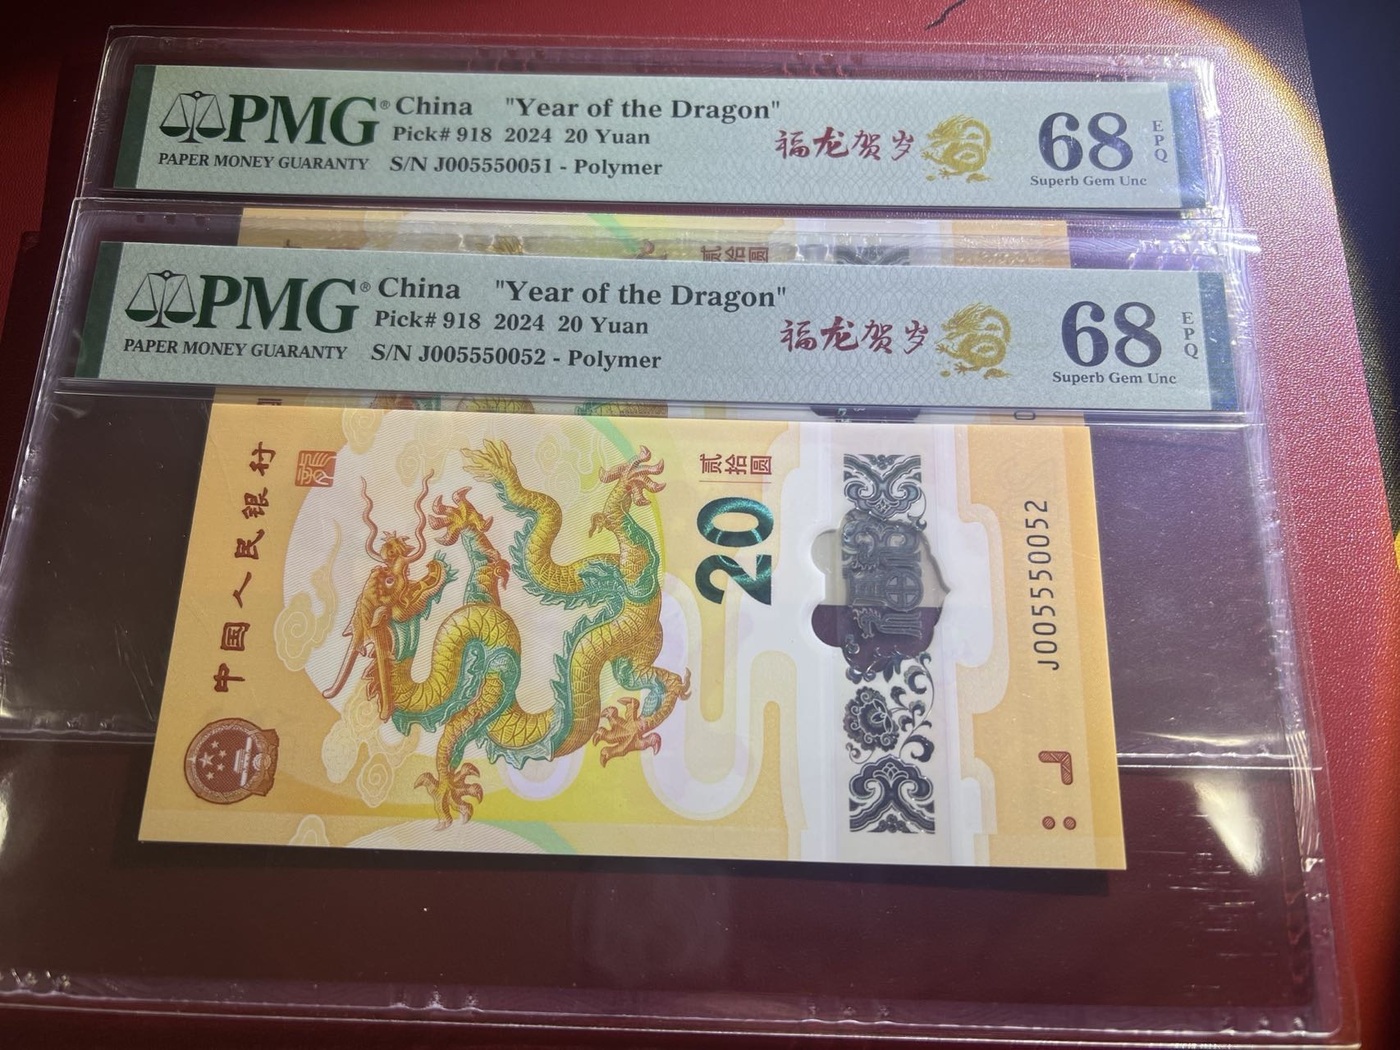 PMG® China "Year of the Dragon"
Pick# 918 2024 20 Yuan
PAPER MONEY GUARANTY S/N J005550051 - Polymer
福龙贺岁
68 EPQ
Superb Gem Unc
贰拾圆
PMG® China "Year of the Dragon"
Pick# 918 2024 20 Yuan
PAPER MONEY GUARANTY S/N J005550052 - Polymer
福龙贺岁
68 EPQ
Superb Gem Unc
中国人民银行
贰拾圆
20
J005550052